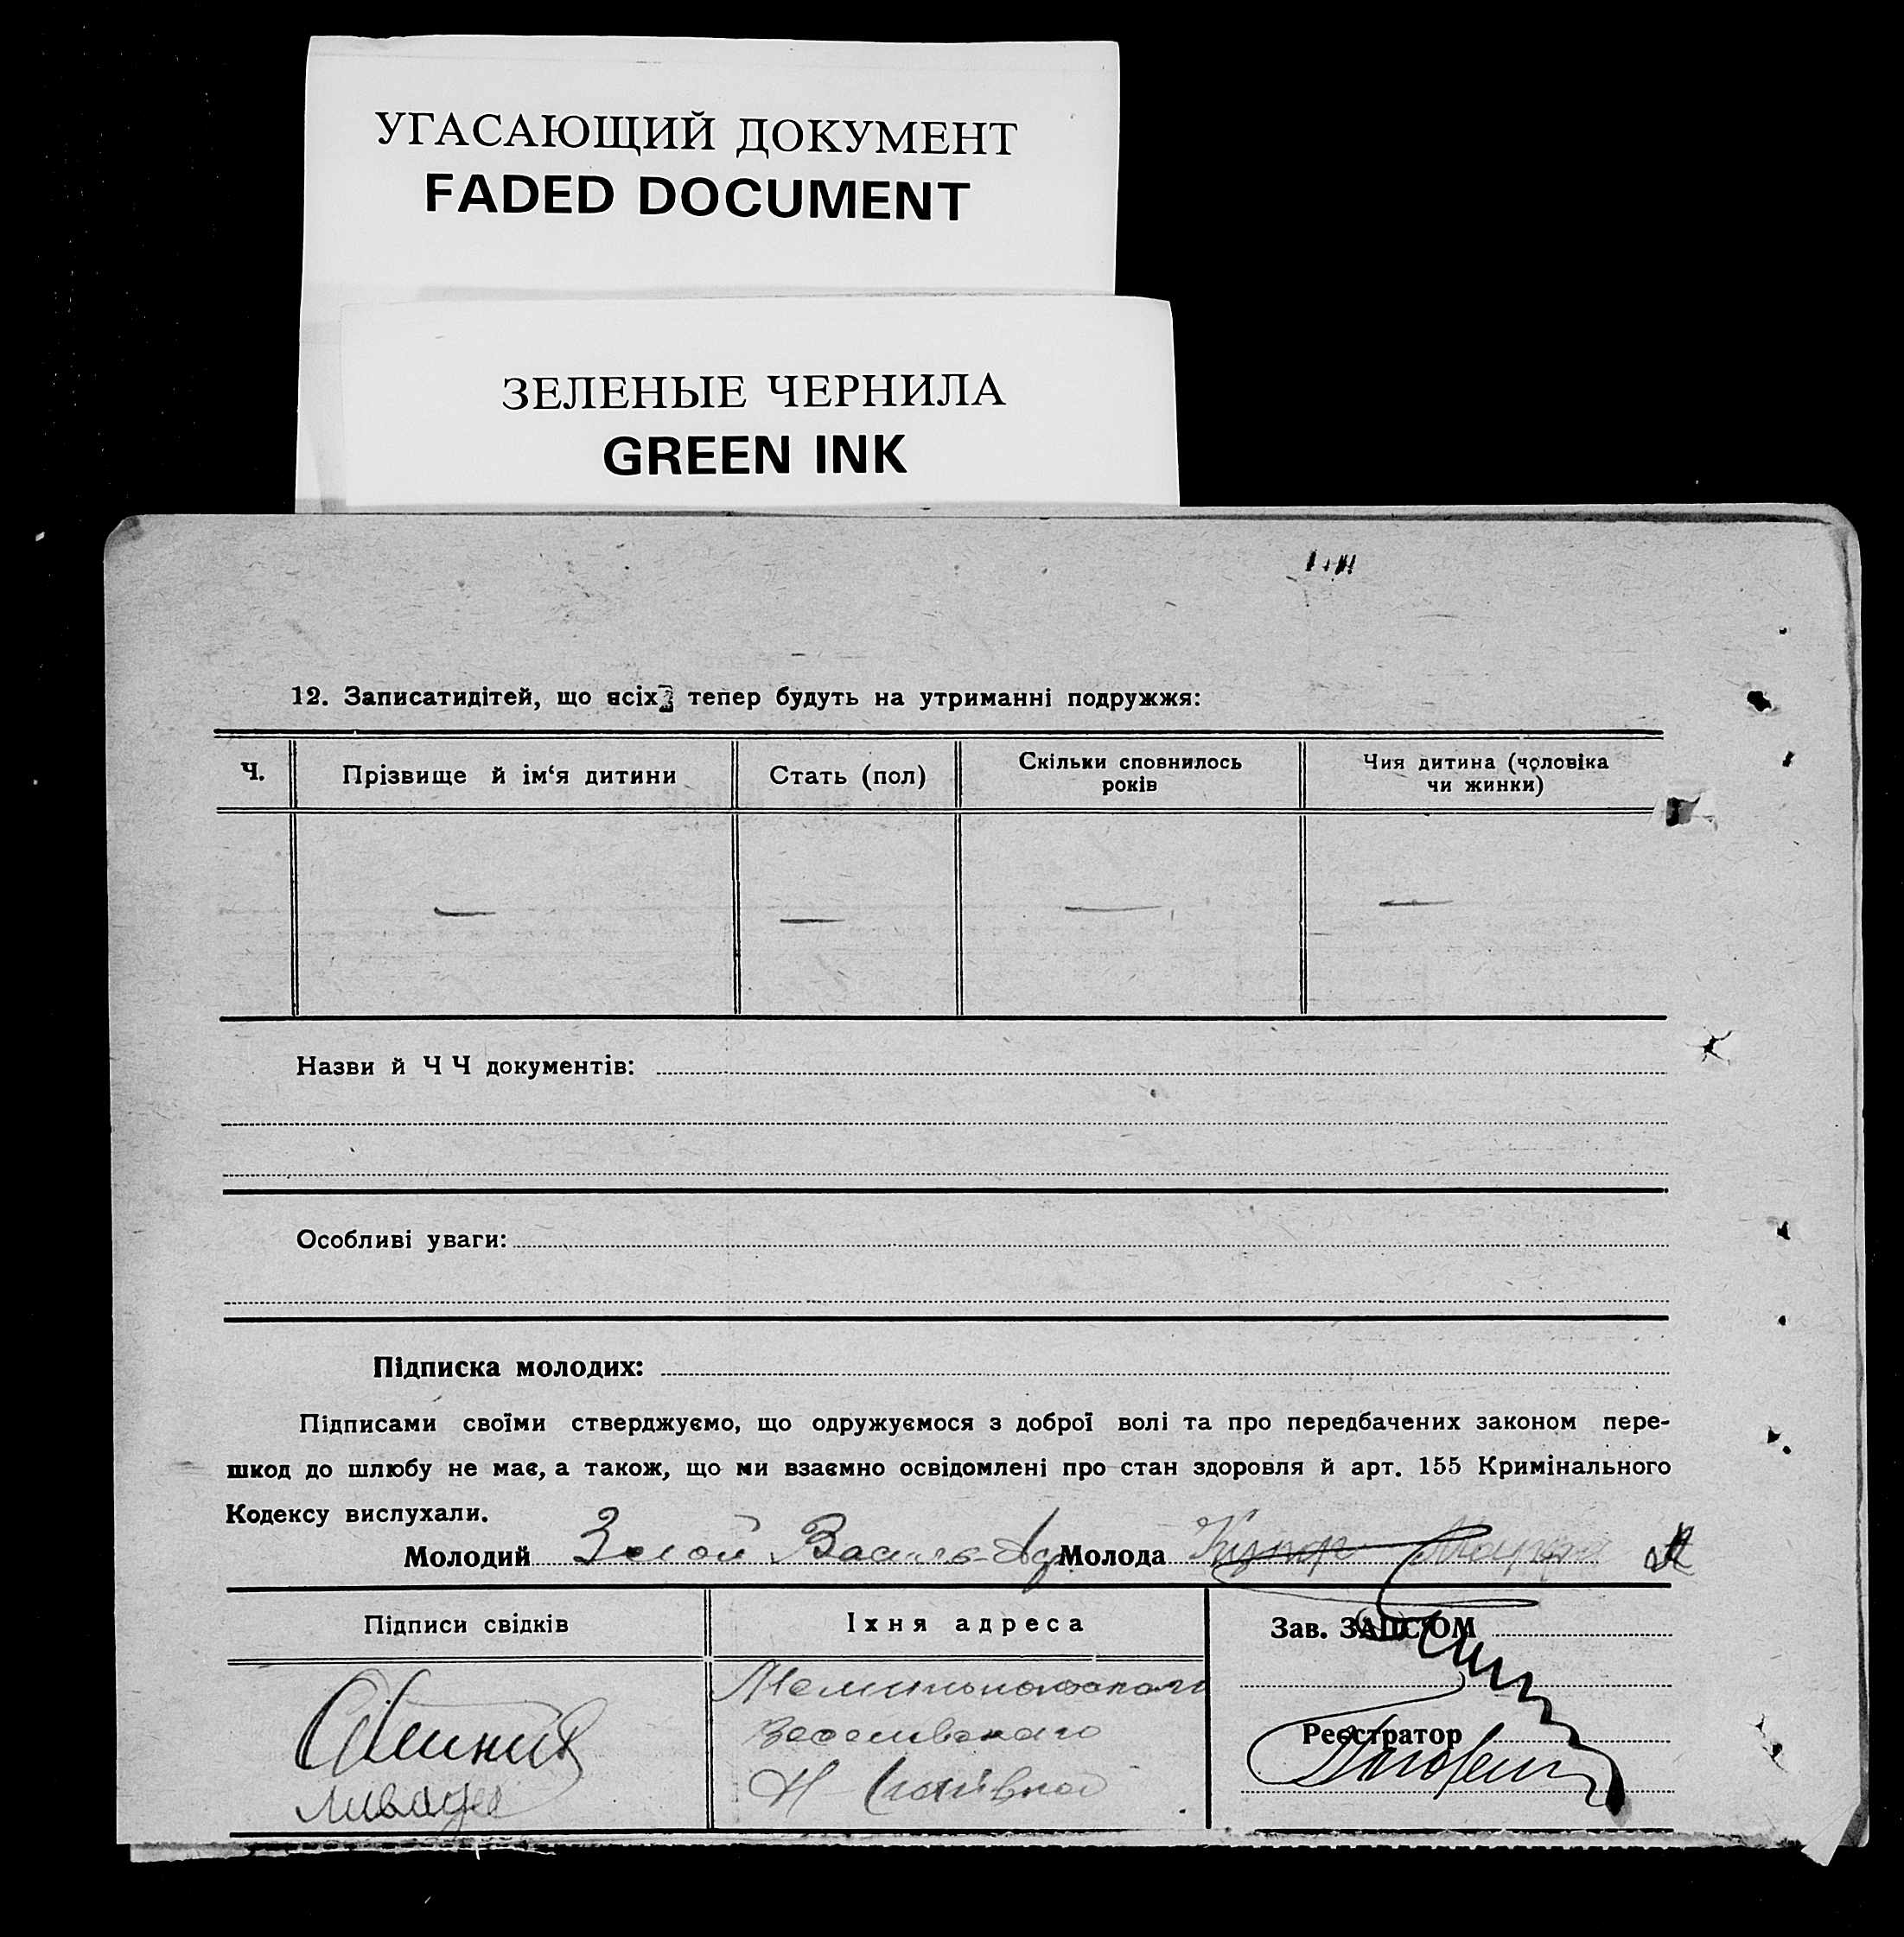 УГАСАЮЩИЙ ДОКУМЕНТ
FADED DOCUMENT
ЗЕЛЕНЫЕ ЧЕРНИЛА
GREEN INK
12. Записатидітей, що всіх тепер будуть на утриманні подружжя:
Ч.
Прізвище й ім‘я дитини
Стать (пол)
Скільки сповнилось
років
Чия дитина (чоловіка
чи жинки)
— — — —
Назви й Ч Ч документів:
Особливі уваги:
Підписка молодих:
Підписами своїми стверджуємо, що одружуємося з доброї волі та про передбачених законом пере-
шкод до шлюбу не має, а також, що ми взаємно освідомлені про стан здоровля й арт. 155 Кримінального
Кодексу вислухали.
Молодий Василь Молода
Підписи свідків
Їхня адреса
Зав. ЗАПСОМ
Реєстратор